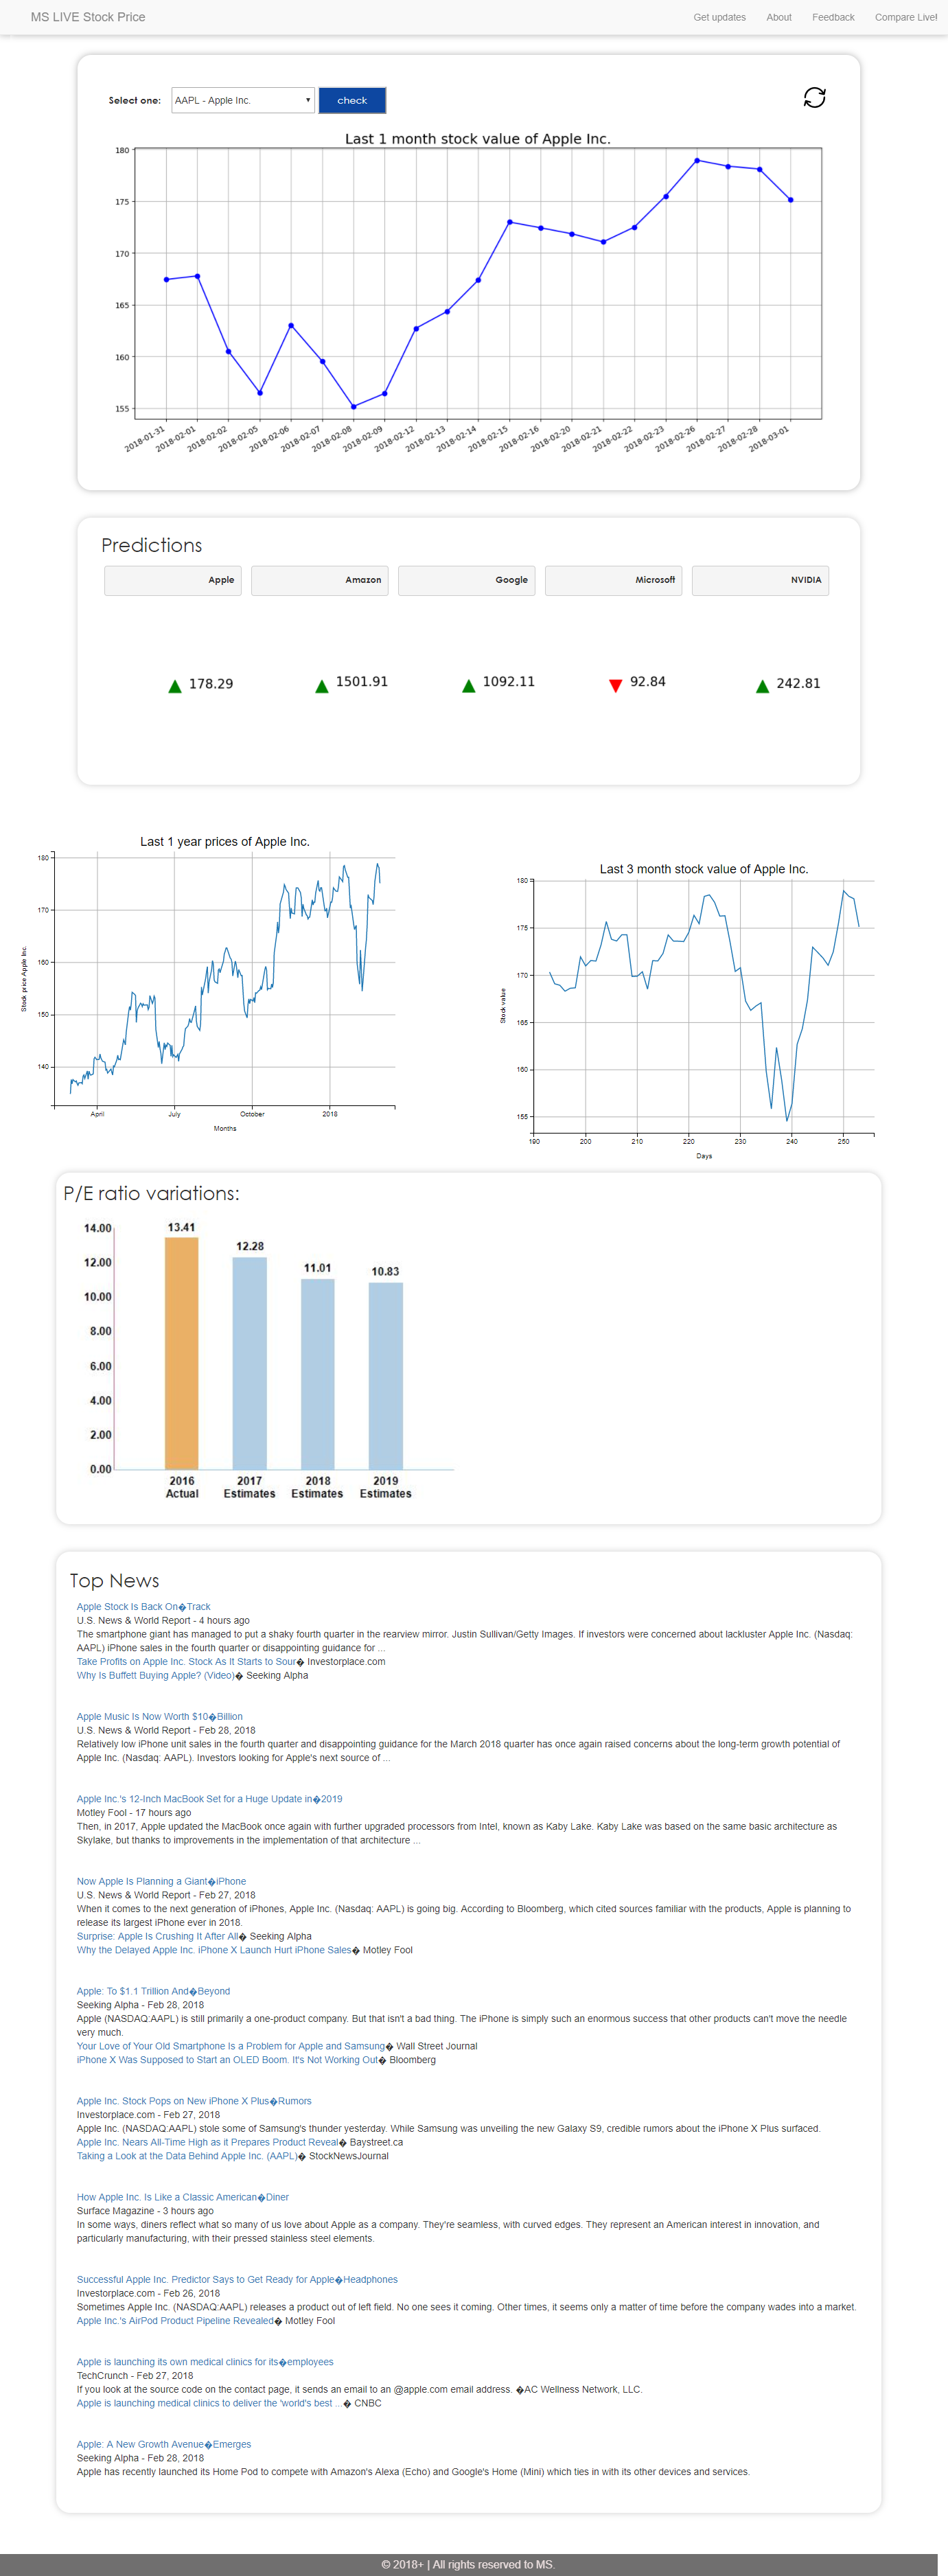 MS LIVE Stock Price
Get updates
About
Feedback
Compare Live!
Select one:
AAPL - Apple Inc.
check
Last 1 month stock value of Apple Inc.
180
175
170
165
160
155
2018-01-31
2018-02-01
2018-02-02
2018-02-05
2018-02-06
2018-02-07
2018-02-08
2018-02-09
2018-02-12
2018-02-13
2018-02-14
2018-02-15
2018-02-16
2018-02-20
2018-02-21
2018-02-22
2018-02-23
2018-02-26
2018-02-27
2018-02-28
2018-03-01
Predictions
Apple
Amazon
Google
Microsoft
NVIDIA
178.29
1501.91
1092.11
92.84
242.81
Last 1 year prices of Apple Inc.
180
170
160
150
140
Stock price Apple Inc.
April
July
October
2018
Months
Last 3 month stock value of Apple Inc.
180
175
170
165
160
155
Stock value
190
200
210
220
230
240
250
Days
P/E ratio variations:
14.00
12.00
10.00
8.00
6.00
4.00
2.00
0.00
13.41
12.28
11.01
10.83
2016 Actual
2017 Estimates
2018 Estimates
2019 Estimates
Top News
Apple Stock Is Back On�Track
U.S. News & World Report - 4 hours ago
The smartphone giant has managed to put a shaky fourth quarter in the rearview mirror. Justin Sullivan/Getty Images. If investors were concerned about lackluster Apple Inc. (Nasdaq:
AAPL) iPhone sales in the fourth quarter or disappointing guidance for ...
Take Profits on Apple Inc. Stock As It Starts to Sour� Investorplace.com
Why Is Buffett Buying Apple? (Video)� Seeking Alpha
Apple Music Is Now Worth $10�Billion
U.S. News & World Report - Feb 28, 2018
Relatively low iPhone unit sales in the fourth quarter and disappointing guidance for the March 2018 quarter has once again raised concerns about the long-term growth potential of
Apple Inc. (Nasdaq: AAPL). Investors looking for Apple's next source of ...
Apple Inc.'s 12-Inch MacBook Set for a Huge Update in�2019
Motley Fool - 17 hours ago
Then, in 2017, Apple updated the MacBook once again with further upgraded processors from Intel, known as Kaby Lake. Kaby Lake was based on the same basic architecture as
Skylake, but thanks to improvements in the implementation of that architecture ...
Now Apple Is Planning a Giant�iPhone
U.S. News & World Report - Feb 27, 2018
When it comes to the next generation of iPhones, Apple Inc. (Nasdaq: AAPL) is going big. According to Bloomberg, which cited sources familiar with the products, Apple is planning to
release its largest iPhone ever in 2018.
Surprise: Apple Is Crushing It After All� Seeking Alpha
Why the Delayed Apple Inc. iPhone X Launch Hurt iPhone Sales� Motley Fool
Apple: To $1.1 Trillion And�Beyond
Seeking Alpha - Feb 28, 2018
Apple (NASDAQ:AAPL) is still primarily a one-product company. But that isn't a bad thing. The iPhone is simply such an enormous success that other products can't move the needle
very much.
Your Love of Your Old Smartphone Is a Problem for Apple and Samsung� Wall Street Journal
iPhone X Was Supposed to Start an OLED Boom. It's Not Working Out� Bloomberg
Apple Inc. Stock Pops on New iPhone X Plus�Rumors
Investorplace.com - Feb 27, 2018
Apple Inc. (NASDAQ:AAPL) stole some of Samsung's thunder yesterday. While Samsung was unveiling the new Galaxy S9, credible rumors about the iPhone X Plus surfaced.
Apple Inc. Nears All-Time High as it Prepares Product Reveal� Baystreet.ca
Taking a Look at the Data Behind Apple Inc. (AAPL)� StockNewsJournal
How Apple Inc. Is Like a Classic American�Diner
Surface Magazine - 3 hours ago
In some ways, diners reflect what so many of us love about Apple as a company. They're seamless, with curved edges. They represent an American interest in innovation, and
particularly manufacturing, with their pressed stainless steel elements.
Successful Apple Inc. Predictor Says to Get Ready for Apple�Headphones
Investorplace.com - Feb 26, 2018
Sometimes Apple Inc. (NASDAQ:AAPL) releases a product out of left field. No one sees it coming. Other times, it seems only a matter of time before the company wades into a market.
Apple Inc.'s AirPod Product Pipeline Revealed� Motley Fool
Apple is launching its own medical clinics for its�employees
TechCrunch - Feb 27, 2018
If you look at the source code on the contact page, it sends an email to an @apple.com email address. �AC Wellness Network, LLC.
Apple is launching medical clinics to deliver the 'world's best ...� CNBC
Apple: A New Growth Avenue�Emerges
Seeking Alpha - Feb 28, 2018
Apple has recently launched its Home Pod to compete with Amazon's Alexa (Echo) and Google's Home (Mini) which ties in with its other devices and services.
© 2018+ | All rights reserved to MS.